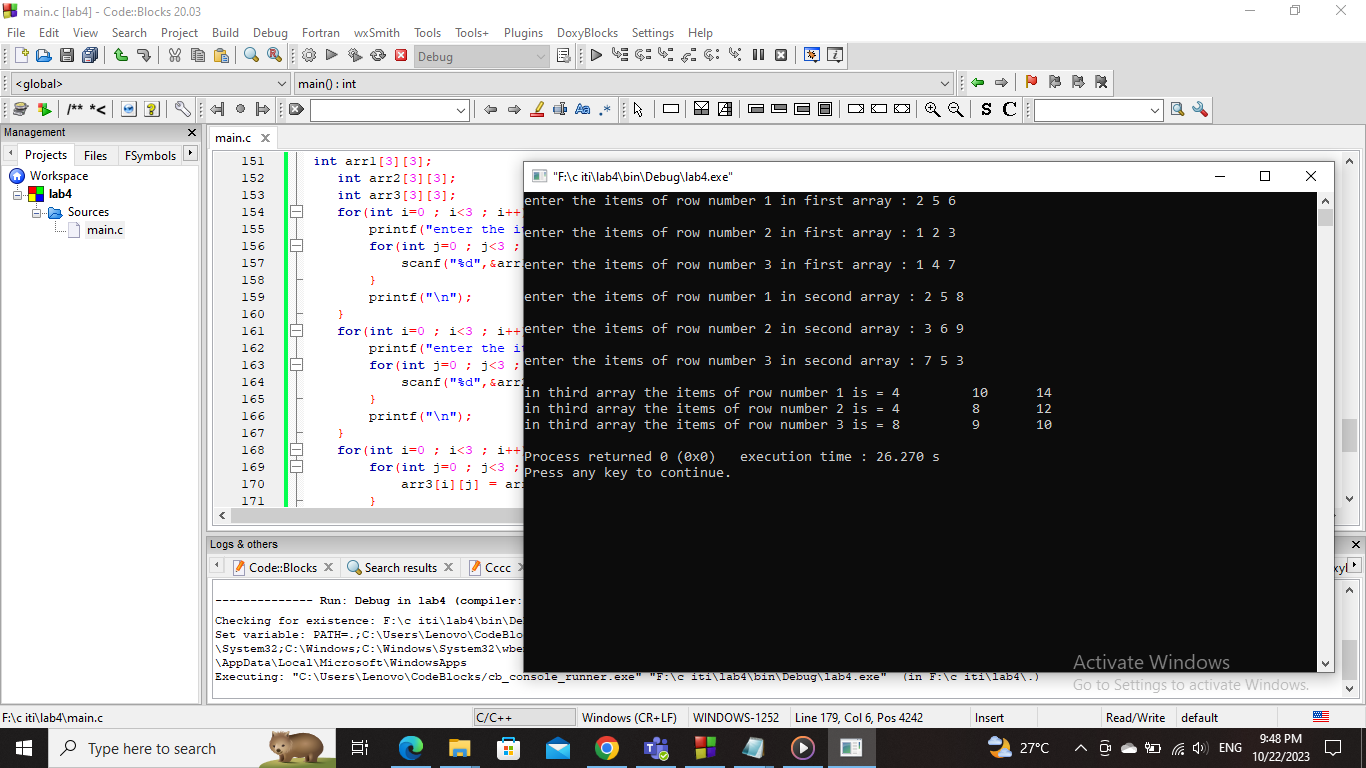 main.c [lab4] - Code::Blocks 20.03
File Edit View Search Project Build Debug Fortran wxSmith Tools Tools+ Plugins DoxyBlocks Settings Help
Debug
<global> main() : int
/** *< Aa .* S C
Management
Projects Files FSymbols
Workspace
lab4
Sources
main.c
main.c
151 int arr1[3][3];
152 int arr2[3][3];
153 int arr3[3][3];
154 for(int i=0 ; i<3 ; i++
155 printf("enter the i
156 for(int j=0 ; j<3 ;
157 scanf("%d",&arr
158 }
159 printf("\n");
160 }
161 for(int i=0 ; i<3 ; i++
162 printf("enter the i
163 for(int j=0 ; j<3 ;
164 scanf("%d",&arr
165 }
166 printf("\n");
167 }
168 for(int i=0 ; i<3 ; i++
169 for(int j=0 ; j<3 ;
170 arr3[i][j] = ar
171 }
"F:\c iti\lab4\bin\Debug\lab4.exe"
enter the items of row number 1 in first array : 2 5 6
enter the items of row number 2 in first array : 1 2 3
enter the items of row number 3 in first array : 1 4 7
enter the items of row number 1 in second array : 2 5 8
enter the items of row number 2 in second array : 3 6 9
enter the items of row number 3 in second array : 7 5 3
in third array the items of row number 1 is = 4 10 14
in third array the items of row number 2 is = 4 8 12
in third array the items of row number 3 is = 8 9 10
Process returned 0 (0x0) execution time : 26.270 s
Press any key to continue.
Logs & others
Code::Blocks Search results Cccc
-------------- Run: Debug in lab4 (compiler:
Checking for existence: F:\c iti\lab4\bin\De
Set variable: PATH=.;C:\Users\Lenovo\CodeBlo
\System32;C:\Windows;C:\Windows\System32\wbe
\AppData\Local\Microsoft\WindowsApps
Executing: "C:\Users\Lenovo\CodeBlocks/cb_console_runner.exe" "F:\c iti\lab4\bin\Debug\lab4.exe" (in F:\c iti\lab4\.)
Activate Windows
Go to Settings to activate Windows.
F:\c iti\lab4\main.c C/C++ Windows (CR+LF) WINDOWS-1252 Line 179, Col 6, Pos 4242 Insert Read/Write default
Type here to search
27°C ENG
9:48 PM
10/22/2023